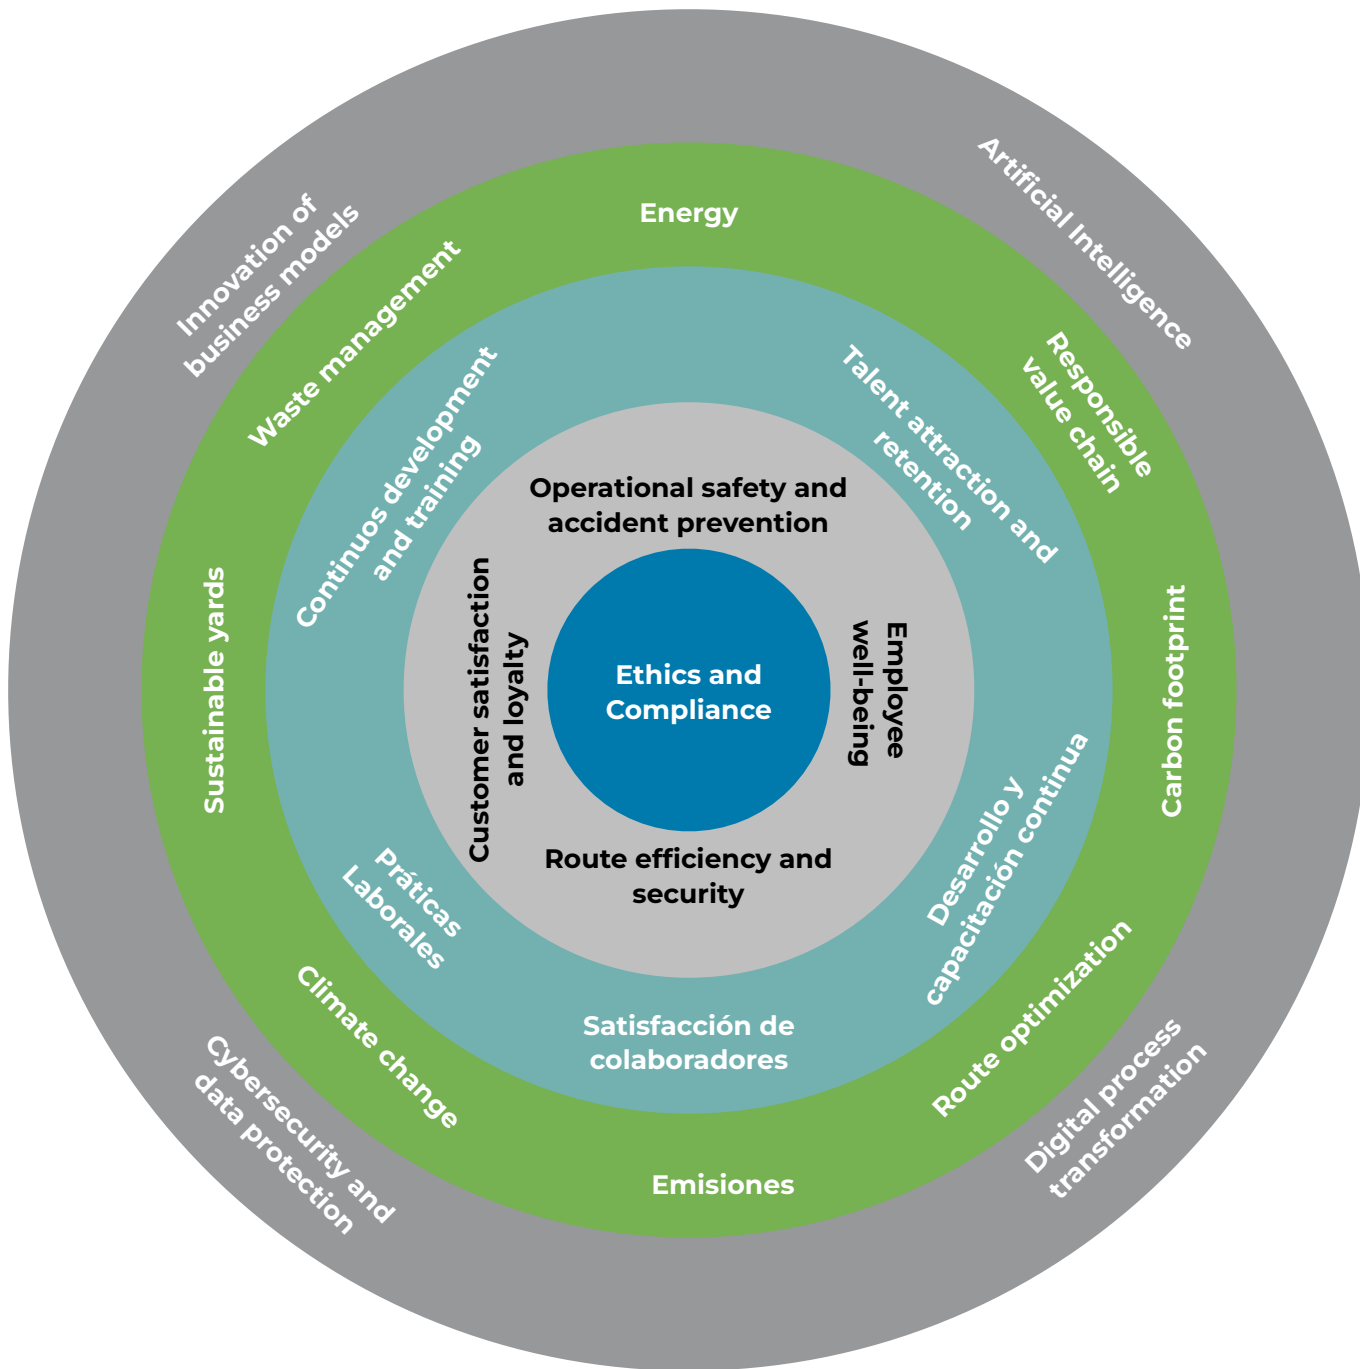 Artificial Intelligence
Innovation of
business models
Energy
Waste management
Responsible
value chain
Continuos development
and training
Talent attraction and
retention
Operational safety and
accident prevention
Sustainable yards
Customer satisfaction
and loyalty
Ethics and
Compliance
Employee
well-being
Carbon footprint
Route efficiency and
security
Práticas
Laborales
Desarrollo y
capacitación continua
Satisfacción de
colaboradores
Climate change
Route optimization
Emisiones
Cybersecurity and
data protection
Digital process
transformation